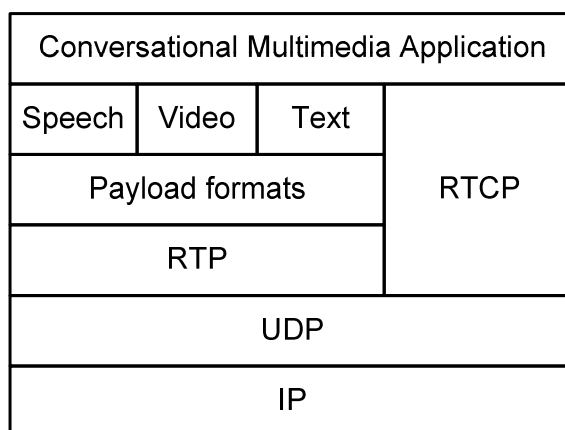 Conversational Multimedia Application
Speech
Video
Text
Payload formats
RTCP
RTP
UDP
IP